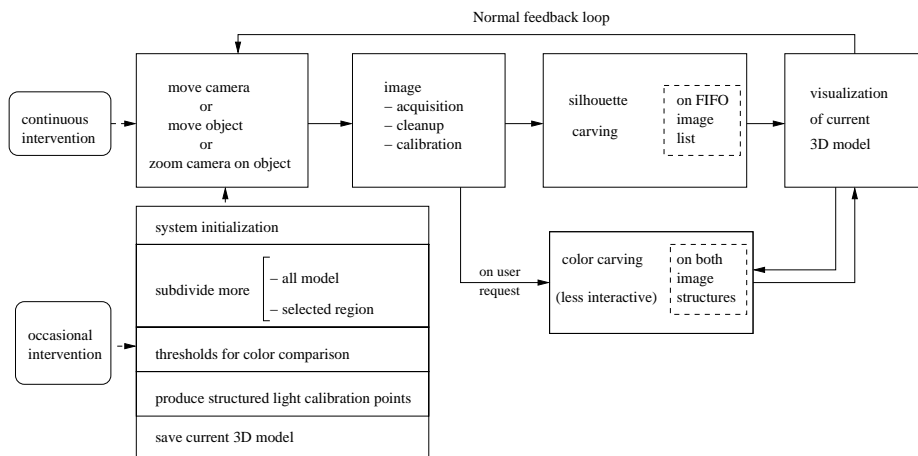 Normal feedback loop
continuous
intervention
move camera
or
move object
or
zoom camera on object
image
– acquisition
– cleanup
– calibration
silhouette
carving
on FIFO
image
list
visualization
of current
3D model
on user
request
color carving
(less interactive)
on both
image
structures
occasional
intervention
system initialization
subdivide more
– all model
– selected region
thresholds for color comparison
produce structured light calibration points
save current 3D model